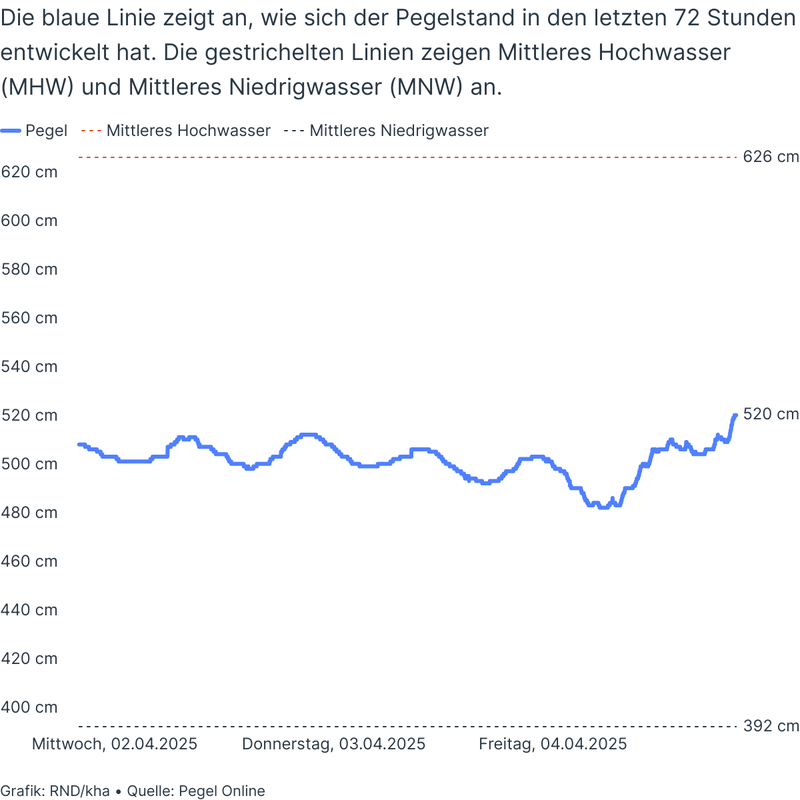 Die blaue Linie zeigt an, wie sich der Pegelstand in den letzten 72 Stunden
entwickelt hat. Die gestrichelten Linien zeigen Mittleres Hochwasser
(MHW) und Mittleres Niedrigwasser (MNW) an.
Pegel --- Mittleres Hochwasser --- Mittleres Niedrigwasser
626 cm
620 cm
600 cm
580 cm
560 cm
540 cm
520 cm 520 cm
500 cm
480 cm
460 cm
440 cm
420 cm
400 cm
392 cm
Mittwoch, 02.04.2025 Donnerstag, 03.04.2025 Freitag, 04.04.2025
Grafik: RND/kha • Quelle: Pegel Online